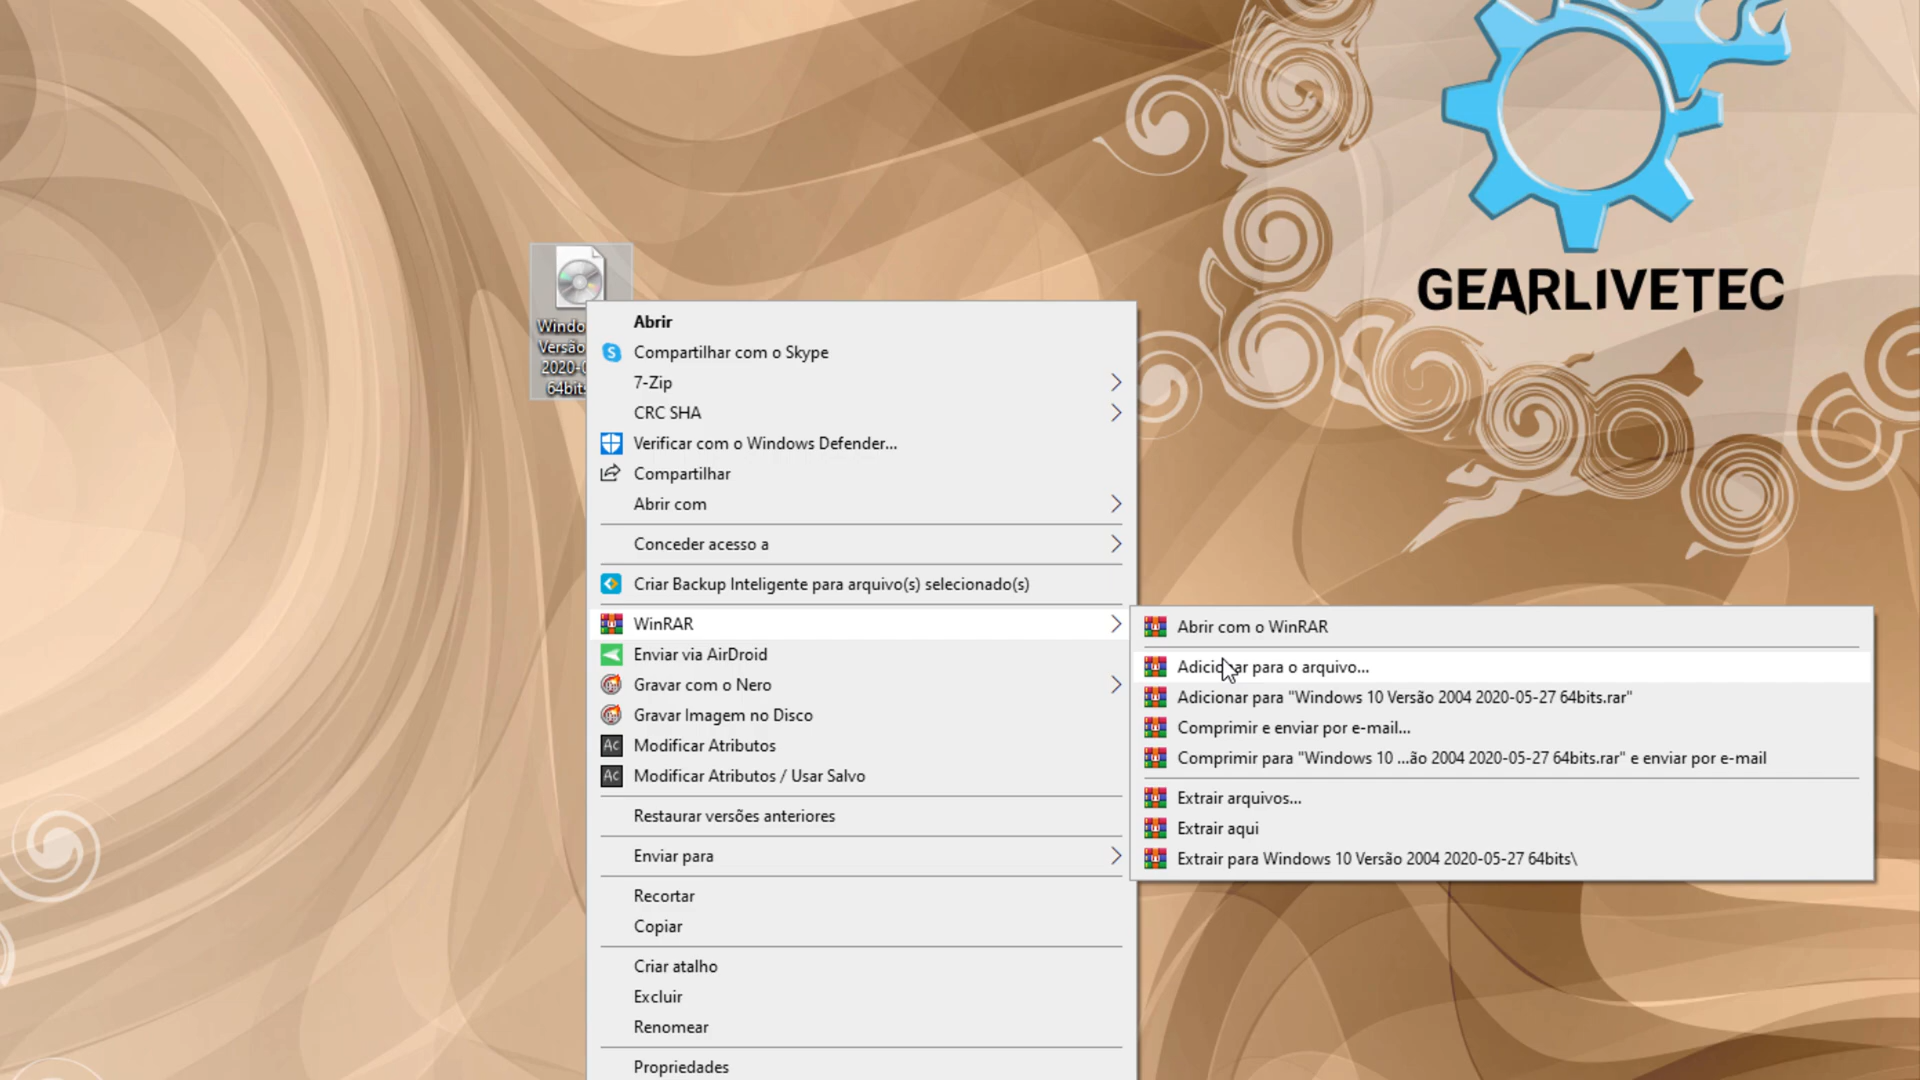 GEARLIVETEC
Abrir
Compartilhar com o Skype
7-Zip
CRC SHA
Verificar com o Windows Defender...
Compartilhar
Abrir com
Conceder acesso a
Criar Backup Inteligente para arquivo(s) selecionado(s)
WinRAR
Enviar via AirDroid
Gravar com o Nero
Gravar Imagem no Disco
Ac Modificar Atributos
Ac Modificar Atributos / Usar Salvo
Restaurar versões anteriores
Enviar para
Recortar
Copiar
Criar atalho
Excluir
Renomear
Propriedades
Abrir com o WinRAR
Adicionar para o arquivo...
Adicionar para "Windows 10 Versão 2004 2020-05-27 64bits.rar"
Comprimir e enviar por e-mail...
Comprimir para "Windows 10 ...ão 2004 2020-05-27 64bits.rar" e enviar por e-mail
Extrair arquivos...
Extrair aqui
Extrair para Windows 10 Versão 2004 2020-05-27 64bits\